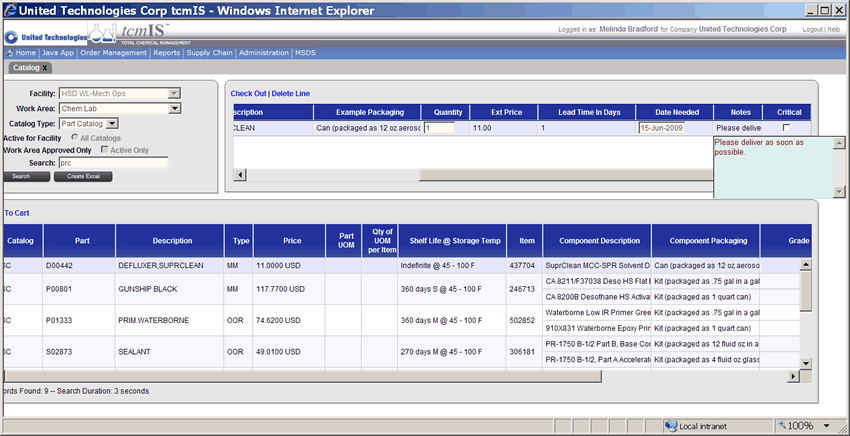 United Technologies Corp tcmIS - Windows Internet Explorer
United Technologies tcmIS™
TOTAL CHEMICAL MANAGEMENT
Logged in as: Melinda Bradford for Company United Technologies Corp Logout | Help
Home | Java App | Order Management | Reports | Supply Chain | Administration | MSDS
Catalog x
Facility: HSD WL-Mech Ops
Work Area: Chem Lab
Catalog Type: Part Catalog
Active for Facility All Catalogs
Work Area Approved Only Active Only
Search: prc
Search Create Excel
Check Out | Delete Line
scription Example Packaging Quantity Ext Price Lead Time In Days Date Needed Notes Critical
CLEAN Can (packaged as 12 oz aerosc 1 11.00 1 15-Jun-2009 Please delive
Please deliver as soon as
possible.
To Cart
Catalog Part Description Type Price Part UOM Qty of UOM per Item Shelf Life @ Storage Temp Item Component Description Component Packaging Grade
SC D00442 DEFLUXER,SUPRCLEAN MM 11.0000 USD Indefinite @ 45 - 100 F 437704 SuprClean MCC-SPR Solvent D Can (packaged as 12 oz aeroso
SC P00801 GUNSHIP BLACK MM 117.7700 USD 360 days S @ 45 - 100 F 246713 CA 8211/F37038 Deso HS Flat B Kit (packaged as .75 gal in a gal
CA 8200B Desothane HS Activa Kit (packaged as 1 quart can)
SC P01333 PRIM.WATERBORNE OOR 74.6200 USD 360 days M @ 45 - 100 F 502852 Waterborne Low IR Primer Gree Kit (packaged as .75 gal in a gal
910X831 Waterborne Epoxy Prin Kit (packaged as 1 quart can)
SC S02873 SEALANT OOR 49.0100 USD 270 days M @ 45 - 100 F 306181 PR-1750 B-1/2 Part B, Base Cor Kit (packaged as 12 fluid oz in a
PR-1750 B-1/2, Part A Accelerat Kit (packaged as 4 fluid oz glass
ords Found: 9 -- Search Duration: 3 seconds
Local intranet 100%